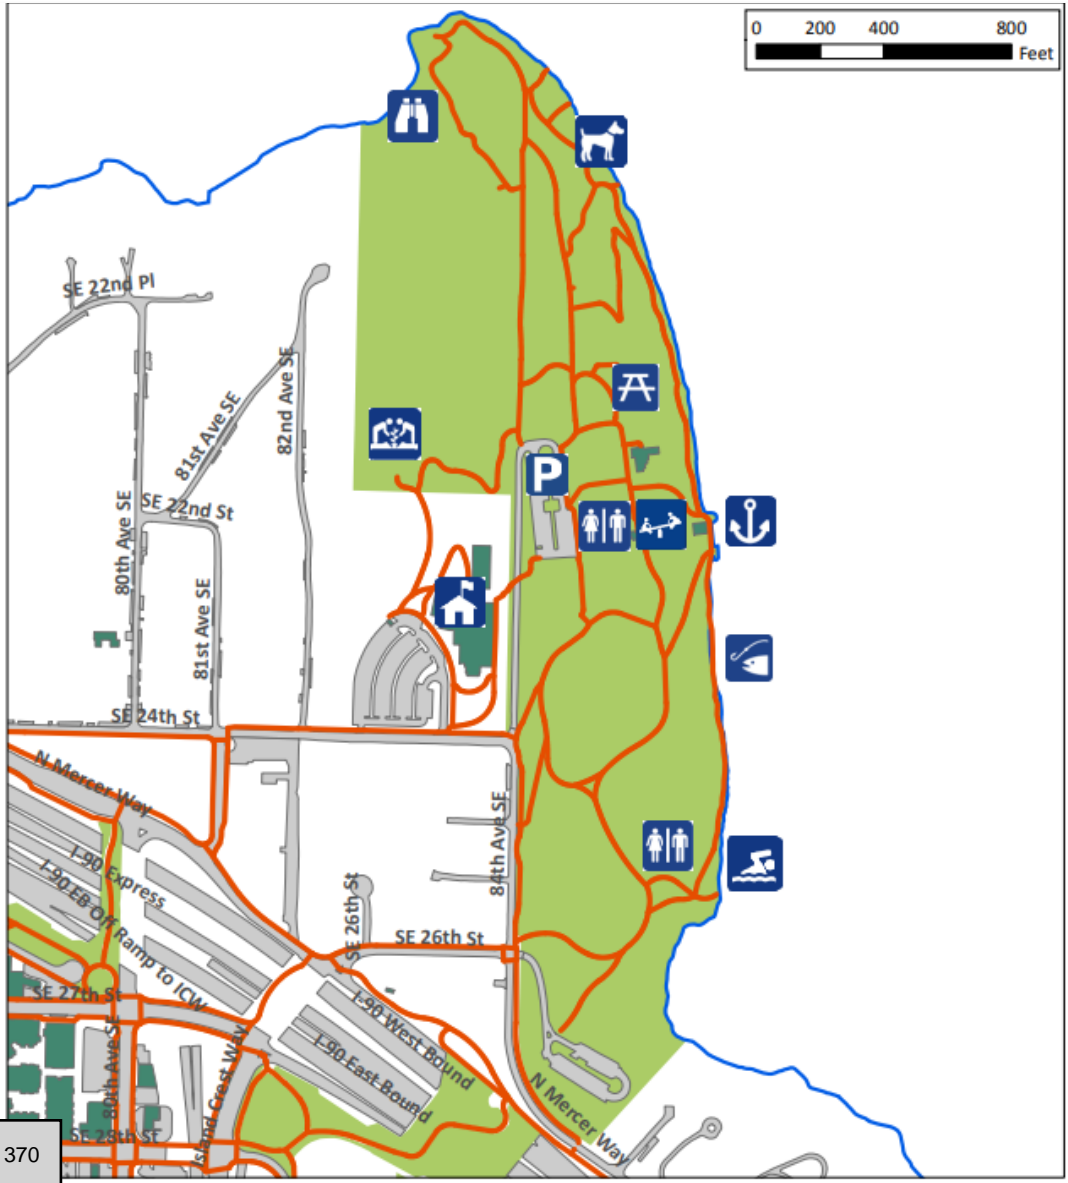 0 200 400 800
Feet
SE 22nd Pl
82nd Ave SE
81st Ave SE
80th Ave SE
SE 22nd St
P
81st Ave SE
SE 24th St
N Mercer Way
84th Ave SE
I-90 Express
I-90 EB Off Ramp to ICW
SE 26th St
SE 26th St
SE 27th St
I-90 West Bound
I-90 East Bound
80th Ave SE
Island Crest Way
N Mercer Way
SE 28th St
370